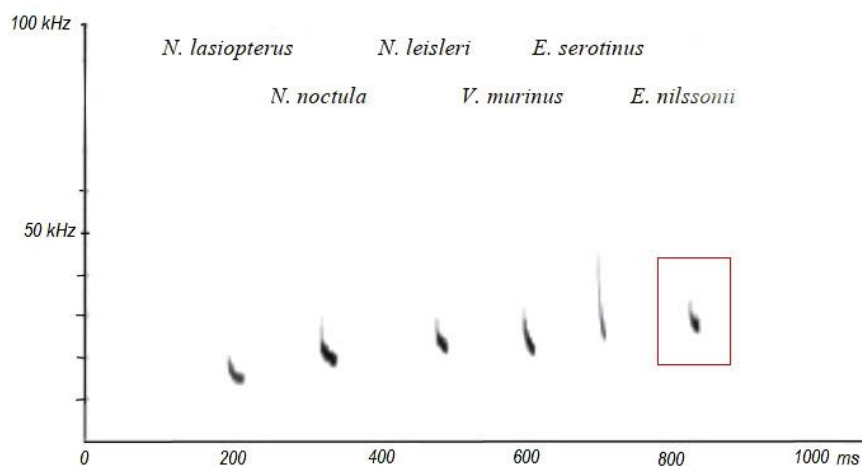 100 kHz
N. lasiopterus N. leisleri E. serotinus
N. noctula V. murinus E. nilssonii
50 kHz
0 200 400 600 800 1000 ms